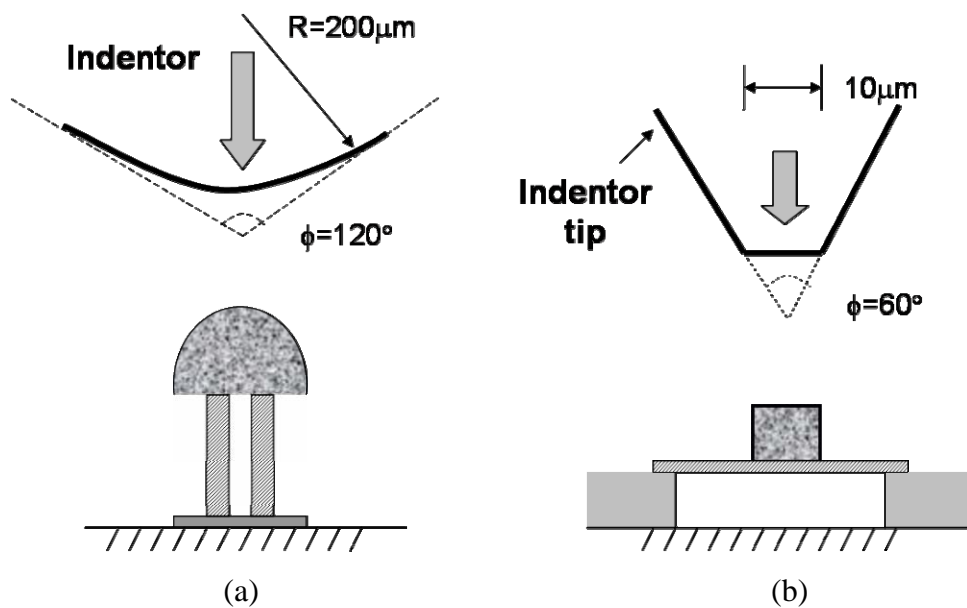 R=200μm
Indentor
ϕ=120°
10μm
Indentor
tip
ϕ=60°
(a)
(b)